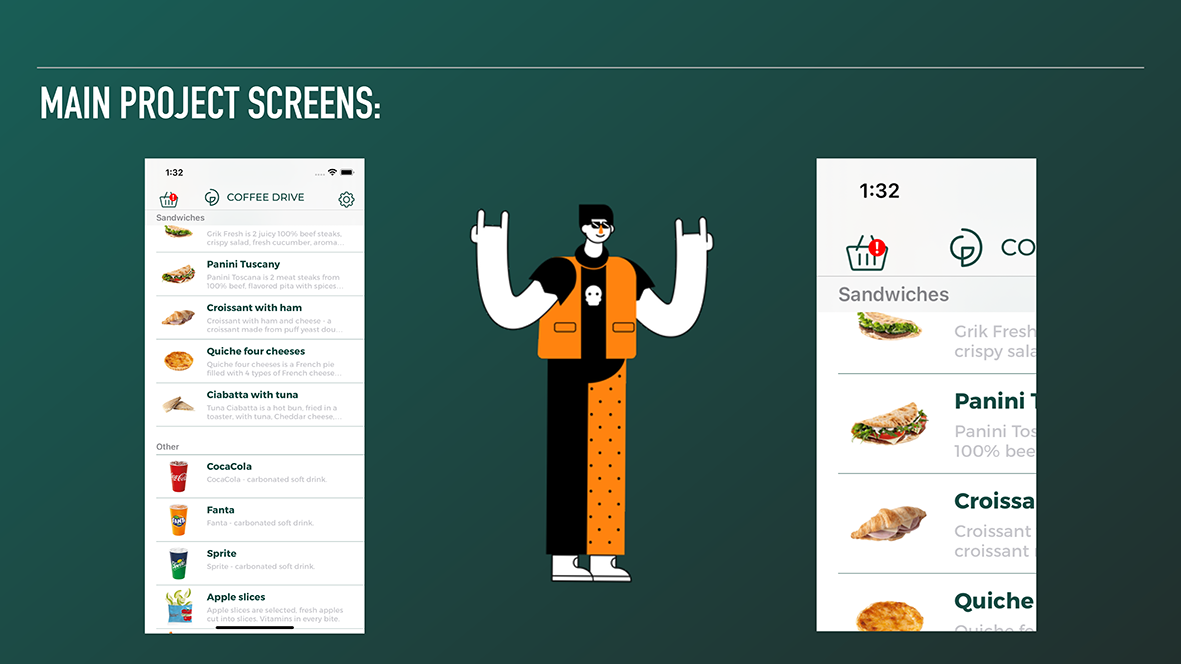 MAIN PROJECT SCREENS:
1:32
COFFEE DRIVE
Sandwiches
Grik Fresh is 2 juicy 100% beef steaks,
crispy salad, fresh cucumber, aroma...
Panini Tuscany
Panini Toscana is 2 meat steaks from
100% beef, flavored pita with spices...
Croissant with ham
Croissant with ham and cheese - a
croissant made from puff yeast dou...
Quiche four cheeses
Quiche four cheeses is a French pie
filled with 4 types of French cheese...
Ciabatta with tuna
Tuna Ciabatta is a hot bun, fried in a
toaster, with tuna, Cheddar cheese,...
Other
CocaCola
CocaCola - carbonated soft drink.
Fanta
Fanta - carbonated soft drink.
Sprite
Sprite - carbonated soft drink.
Apple slices
Apple slices are selected, fresh apples
cut into slices. Vitamins in every bite.
1:32
!
CO
Sandwiches
Grik Fresh
crispy sala
Panini T
Panini Tos
100% bee
Croissa
Croissant
croissant
Quiche
Quiche fo